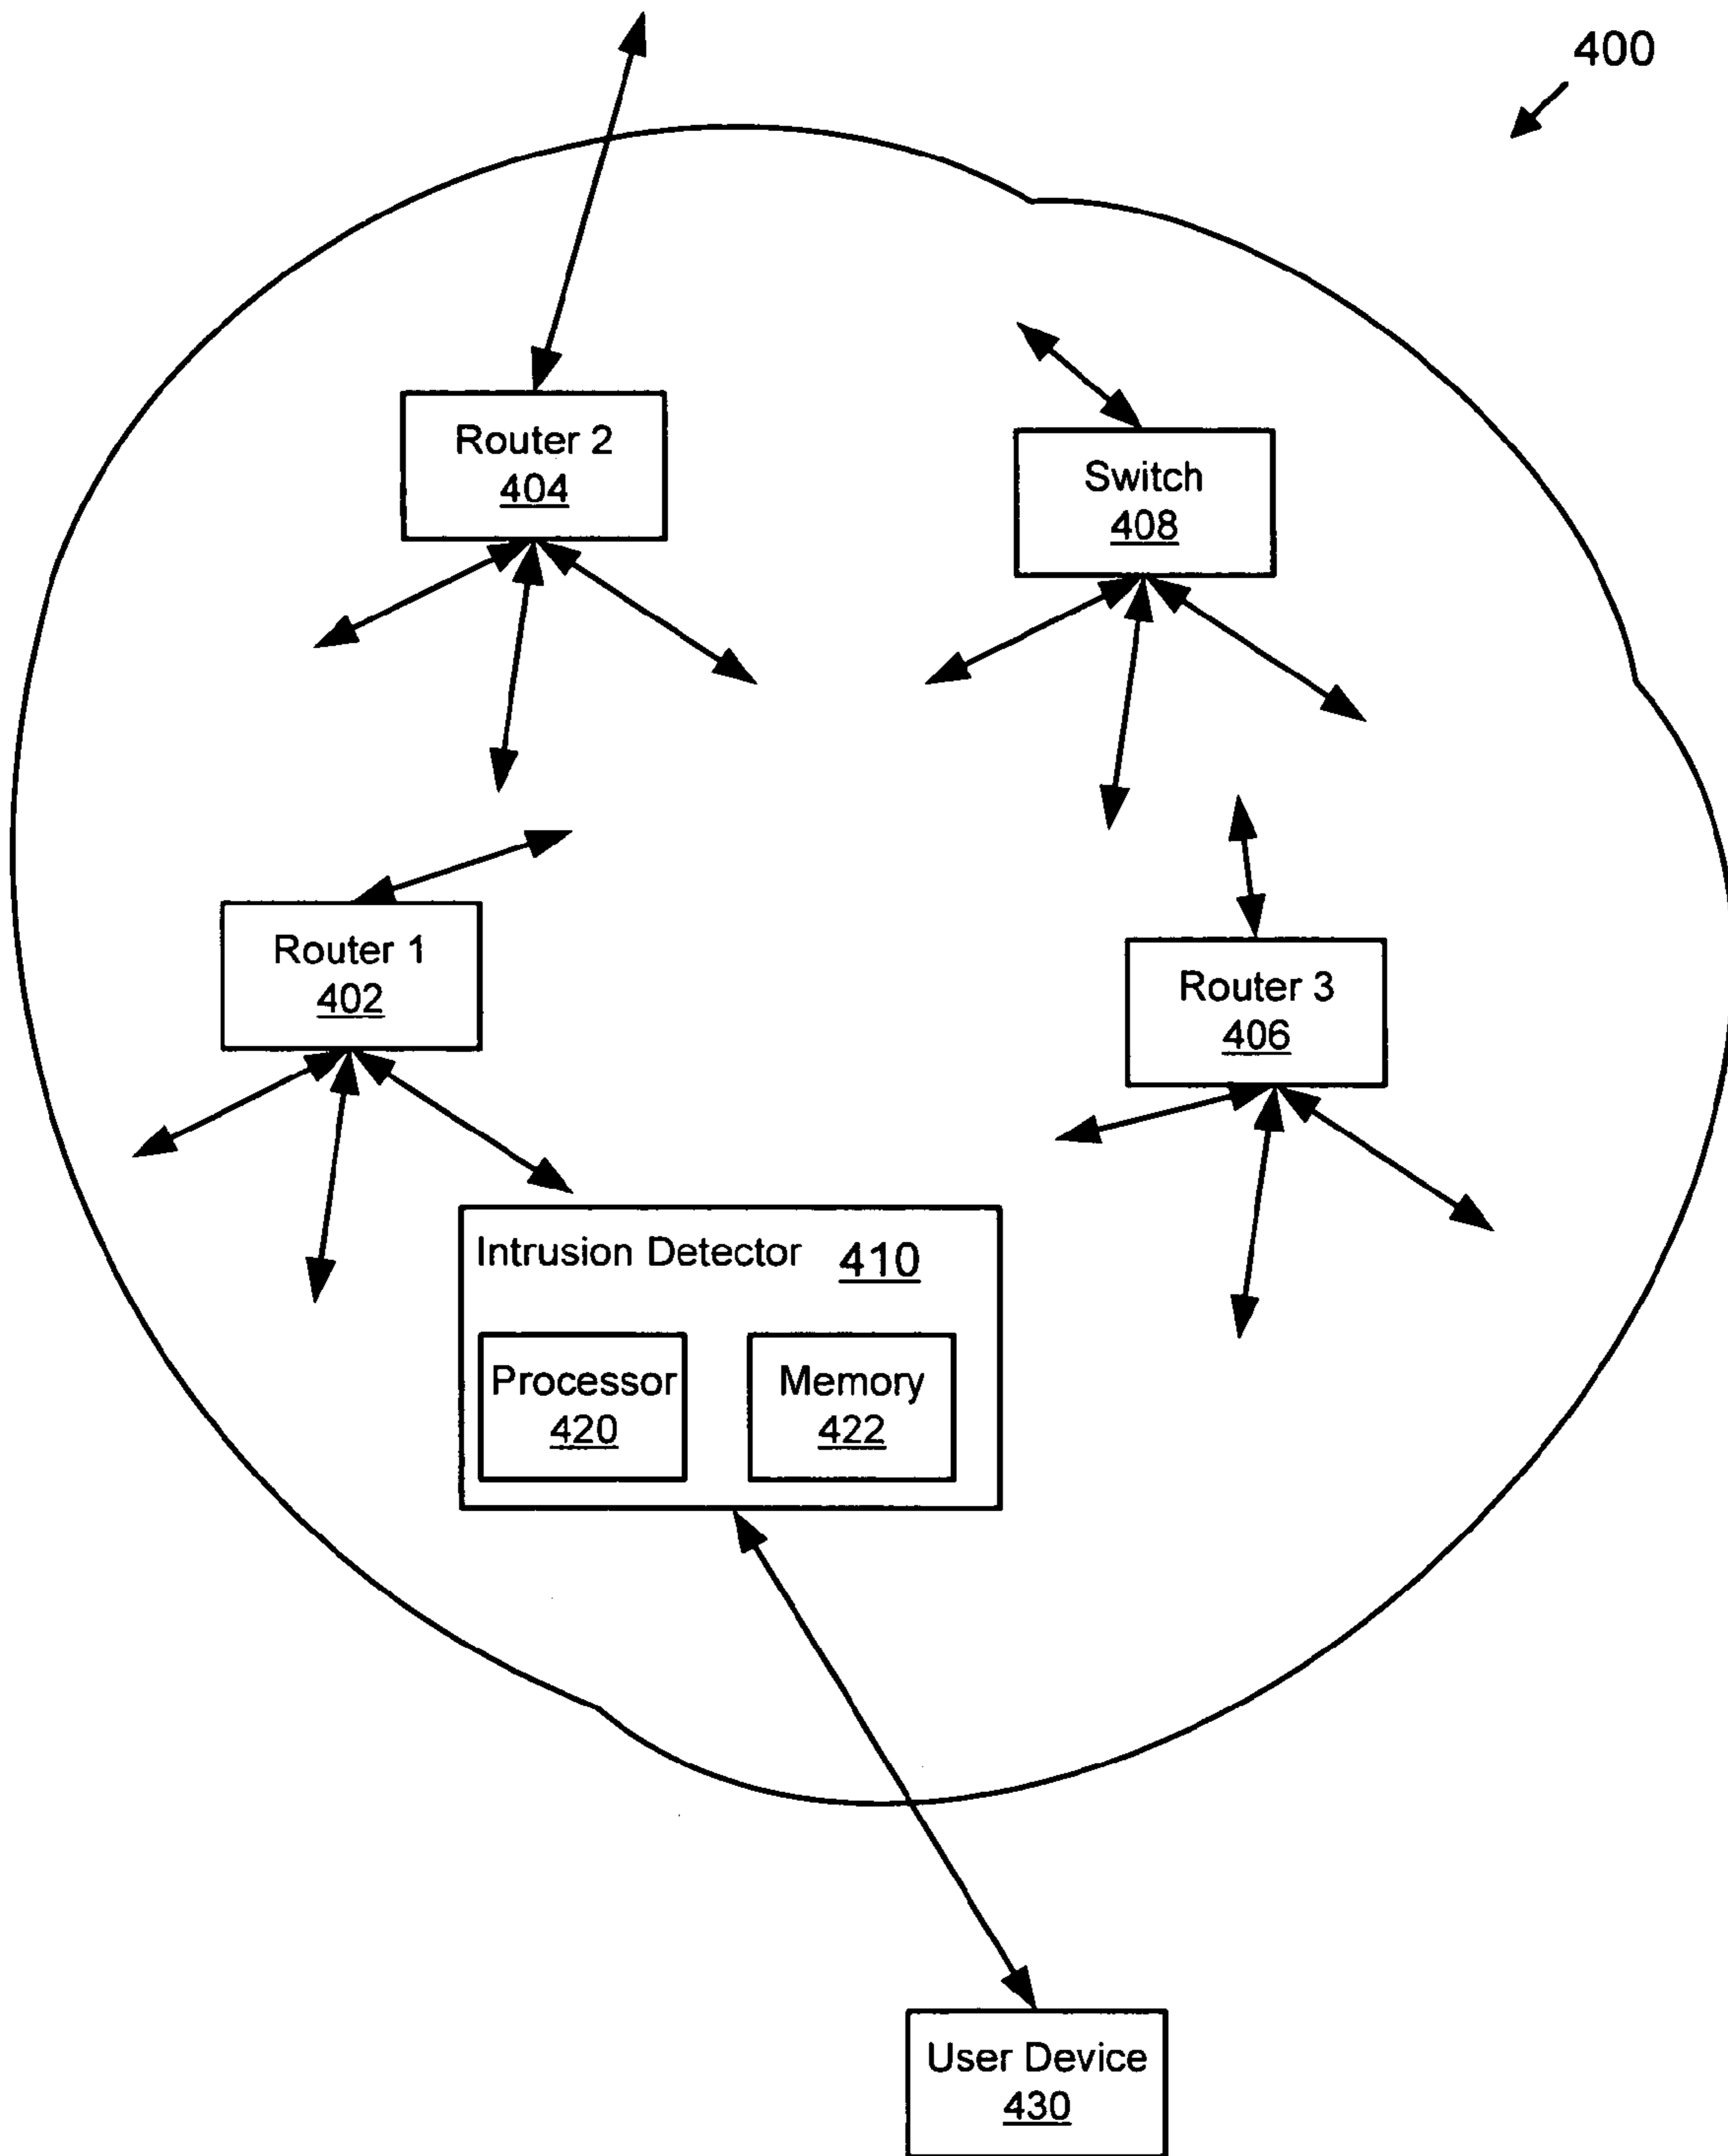 400
Router 2
404
Switch
408
Router 1
402
Router 3
406
Intrusion Detector 410
Processor
420
Memory
422
User Device
430